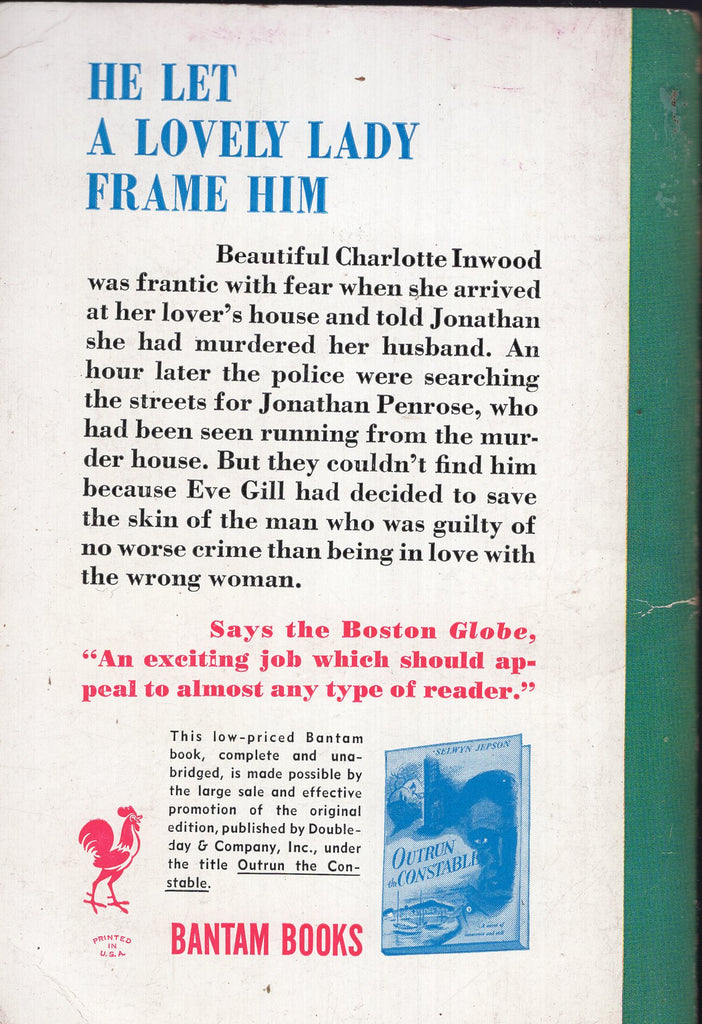 HE LET
A LOVELY LADY
FRAME HIM
Beautiful Charlotte Inwood
was frantic with fear when she arrived
at her lover's house and told Jonathan
she had murdered her husband. An
hour later the police were searching
the streets for Jonathan Penrose, who
had been seen running from the mur-
der house. But they couldn't find him
because Eve Gill had decided to save
the skin of the man who was guilty of
no worse crime than being in love with
the wrong woman.
Says the Boston Globe,
“An exciting job which should ap-
peal to almost any type of reader.”
This low-priced Bantam
book, complete and una-
bridged, is made possible by
the large sale and effective
promotion of the original
edition, published by Double-
day & Company, Inc., under
the title Outrun the Con-
stable.
SELWYN JEPSON
OUTRUN
the CONSTABLE
A novel of
PRINTED
IN
U.S.A.
BANTAM BOOKS